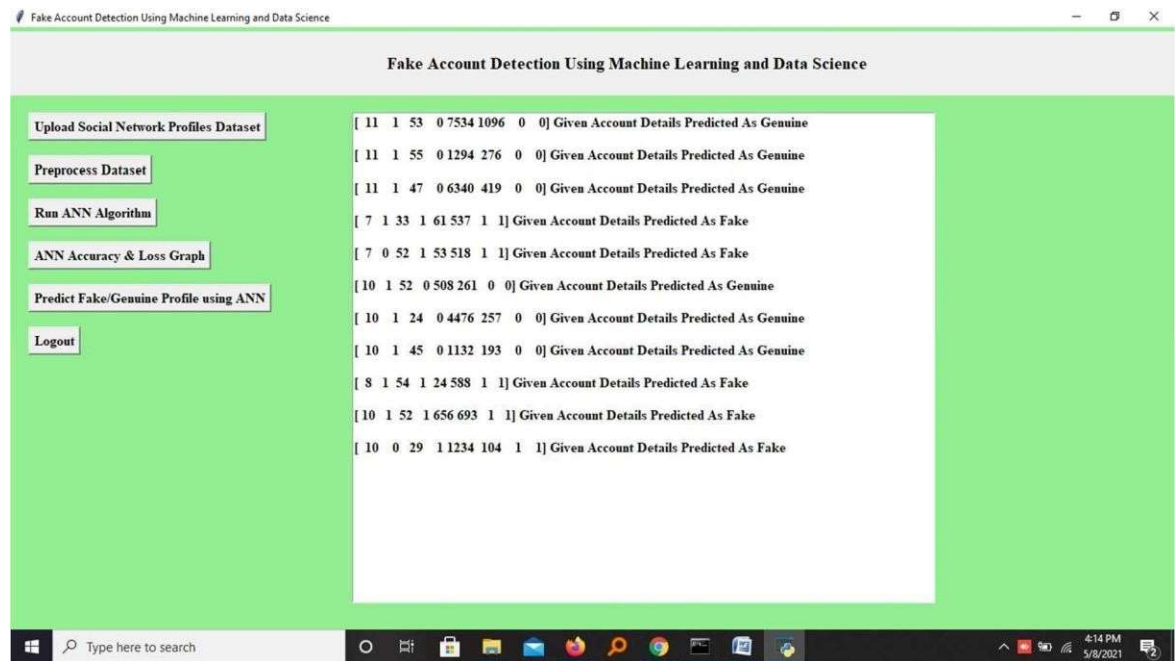 Fake Account Detection Using Machine Learning and Data Science
Fake Account Detection Using Machine Learning and Data Science
Upload Social Network Profiles Dataset
Preprocess Dataset
Run ANN Algorithm
ANN Accuracy & Loss Graph
Predict Fake/Genuine Profile using ANN
Logout
[ 11 1 53 0 7534 1096 0 0] Given Account Details Predicted As Genuine
[ 11 1 55 0 1294 276 0 0] Given Account Details Predicted As Genuine
[ 11 1 47 0 6340 419 0 0] Given Account Details Predicted As Genuine
[ 7 1 33 1 61 537 1 1] Given Account Details Predicted As Fake
[ 7 0 52 1 53 518 1 1] Given Account Details Predicted As Fake
[ 10 1 52 0 508 261 0 0] Given Account Details Predicted As Genuine
[ 10 1 24 0 4476 257 0 0] Given Account Details Predicted As Genuine
[ 10 1 45 0 1132 193 0 0] Given Account Details Predicted As Genuine
[ 8 1 54 1 24 588 1 1] Given Account Details Predicted As Fake
[ 10 1 52 1 656 693 1 1] Given Account Details Predicted As Fake
[ 10 0 29 1 1234 104 1 1] Given Account Details Predicted As Fake
Type here to search
4:14 PM
5/8/2021
2